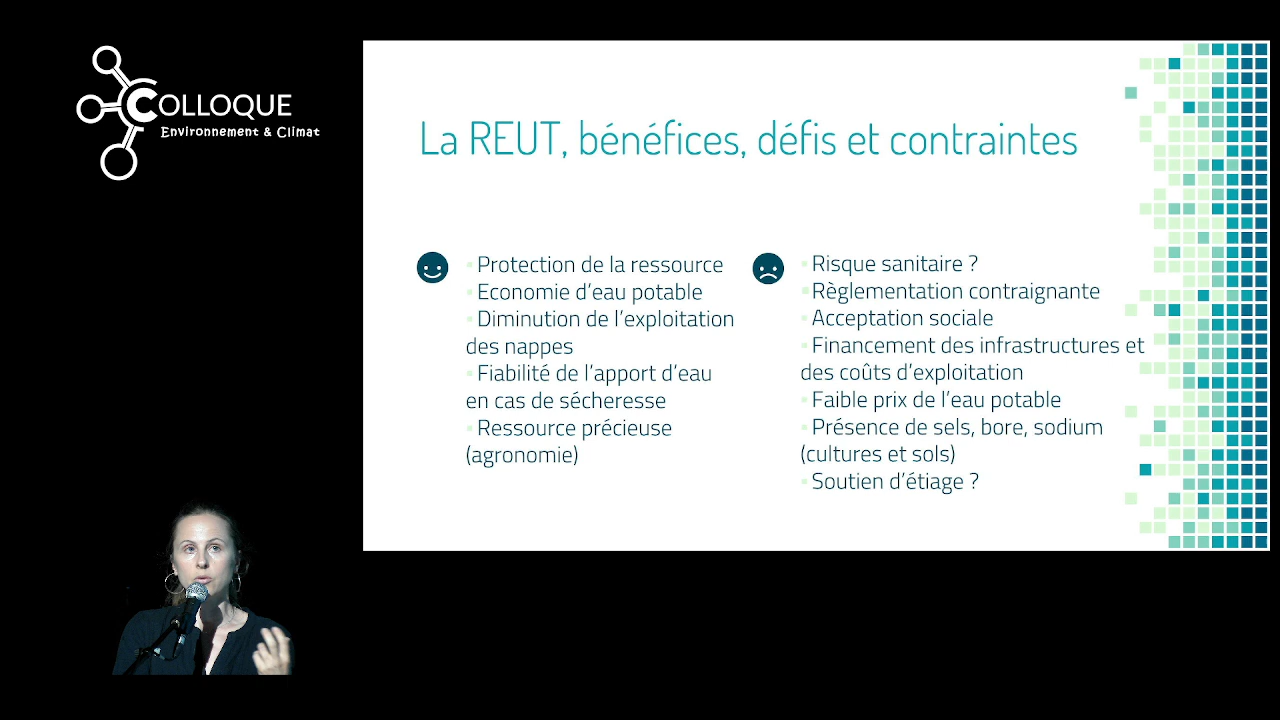 COLLOQUE
Environnement & Climat
La REUT, bénéfices, défis et contraintes
Protection de la ressource
Economie d'eau potable
Diminution de l'exploitation
des nappes
Fiabilité de l'apport d'eau
en cas de sécheresse
Ressource précieuse
(agronomie)
Risque sanitaire ?
Règlementation contraignante
Acceptation sociale
Financement des infrastructures et
des coûts d'exploitation
Faible prix de l'eau potable
Présence de sels, bore, sodium
(cultures et sols)
Soutien d'étiage ?